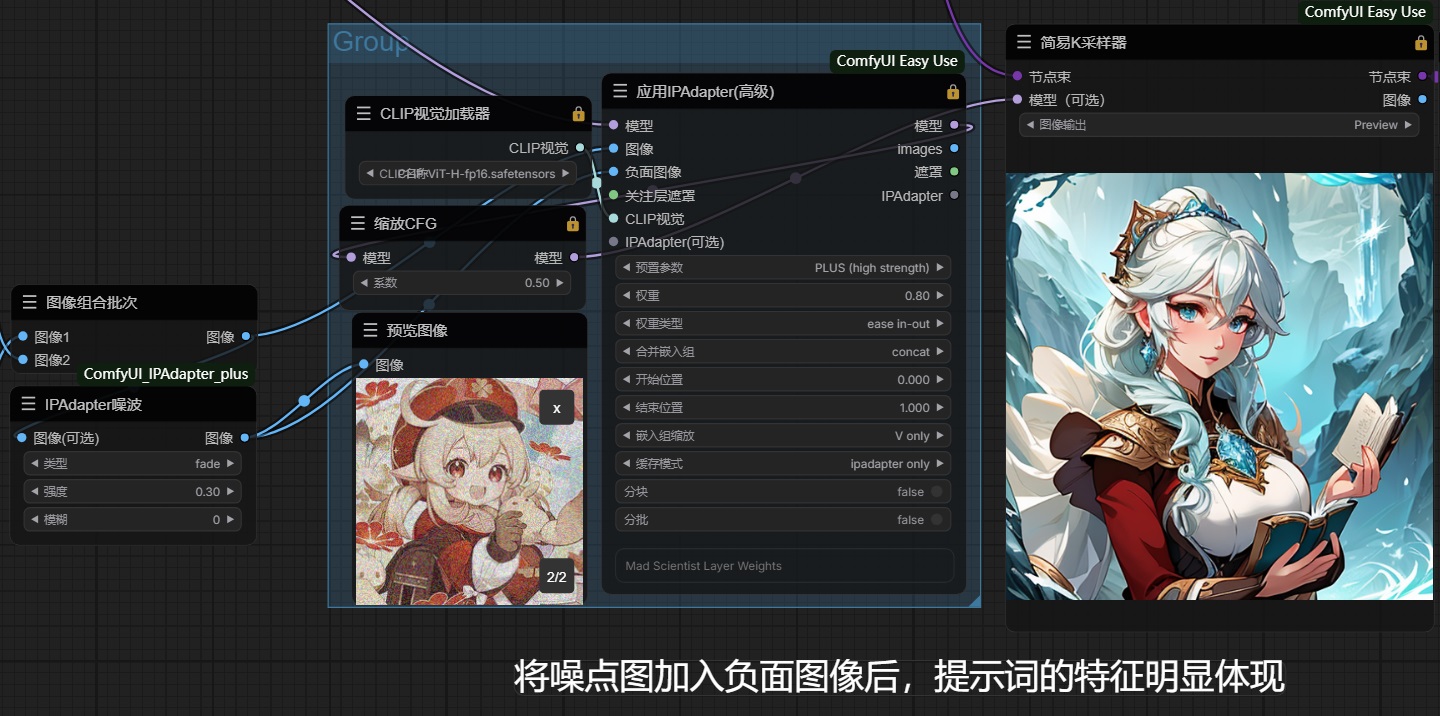 Group
ComfyUI Easy Use
ComfyUI Easy Use
CLIP视觉加载器
CLIP视觉
CLIP名称
ViT-H-fp16.safetensors
缩放CFG
模型
模型
系数
0.50
预览图像
图像
x
2/2
图像组合批次
图像1
图像
图像2
ComfyUI_IPAdapter_plus
IPAdapter噪波
图像(可选)
图像
类型
fade
强度
0.30
模糊
0
应用IPAdapter(高级)
模型
模型
图像
images
负面图像
遮罩
关注层遮罩
IPAdapter
CLIP视觉
IPAdapter(可选)
预置参数
PLUS (high strength)
权重
0.80
权重类型
ease in-out
合并嵌入组
concat
开始位置
0.000
结束位置
1.000
嵌入组缩放
V only
缓存模式
ipadapter only
分块
false
分批
false
Mad Scientist Layer Weights
简易K采样器
节点束
节点束
模型（可选）
图像
图像输出
Preview
将噪点图加入负面图像后，提示词的特征明显体现